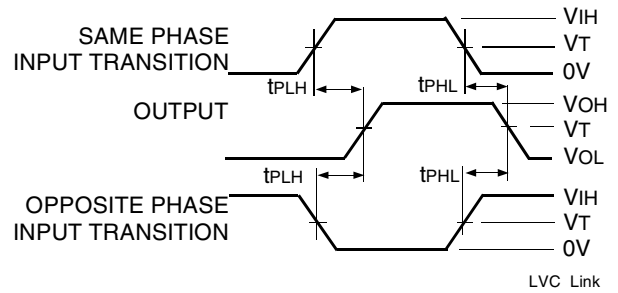 SAME PHASE
INPUT TRANSITION
VIH
VT
0V
tPLH
tPHL
OUTPUT
VOH
VT
VOL
tPLH
tPHL
OPPOSITE PHASE
INPUT TRANSITION
VIH
VT
0V
LVC Link